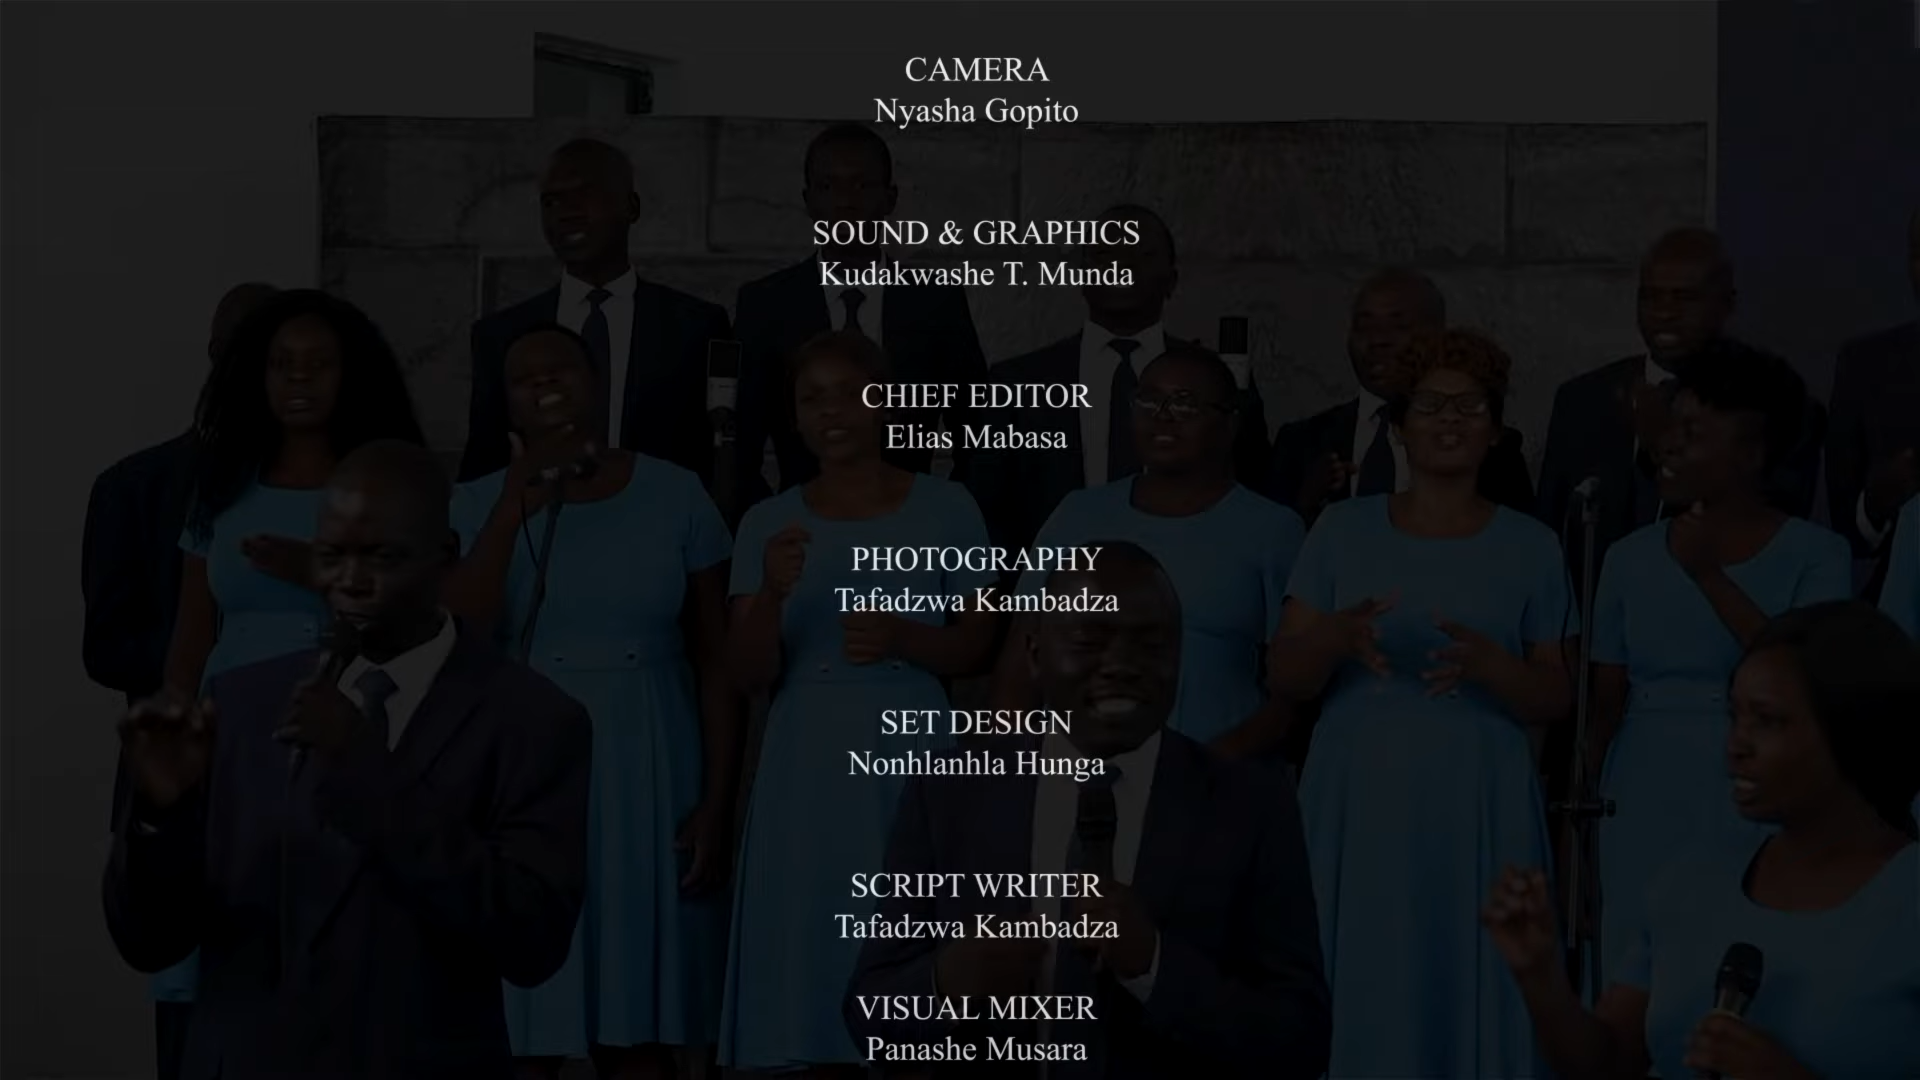 CAMERA
Nyasha Gopito
SOUND & GRAPHICS
Kudakwashe T. Munda
CHIEF EDITOR
Elias Mabasa
PHOTOGRAPHY
Tafadzwa Kambadza
SET DESIGN
Nonhlanhla Hunga
SCRIPT WRITER
Tafadzwa Kambadza
VISUAL MIXER
Panashe Musara